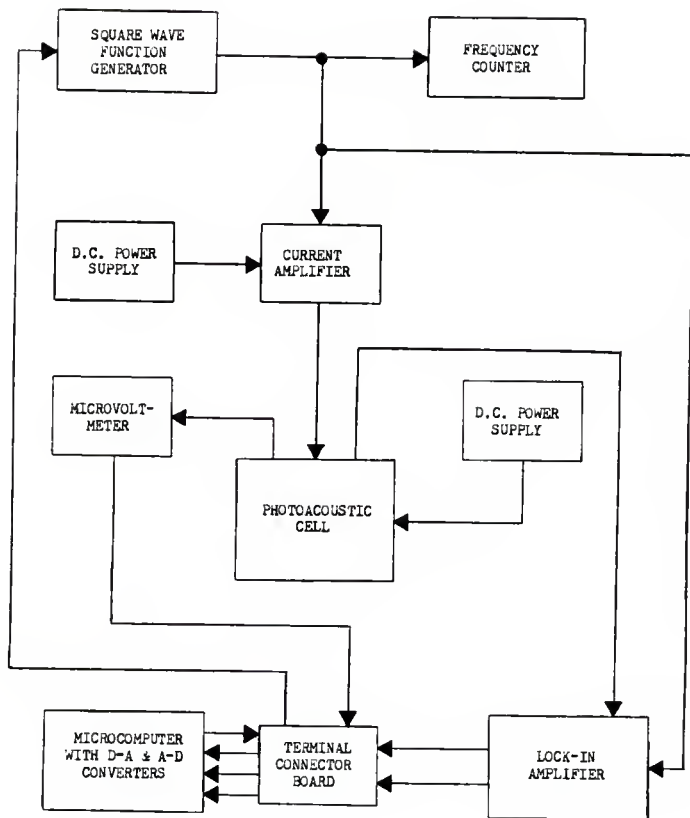 SQUARE WAVE
FUNCTION
GENERATOR
FREQUENCY
COUNTER
D.C. POWER
SUPPLY
CURRENT
AMPLIFIER
MICROVOLT-
METER
D.C. POWER
SUPPLY
PHOTOACOUSTIC
CELL
MICROCOMPUTER
WITH D-A & A-D
CONVERTERS
TERMINAL
CONNECTOR
BOARD
LOCK-IN
AMPLIFIER